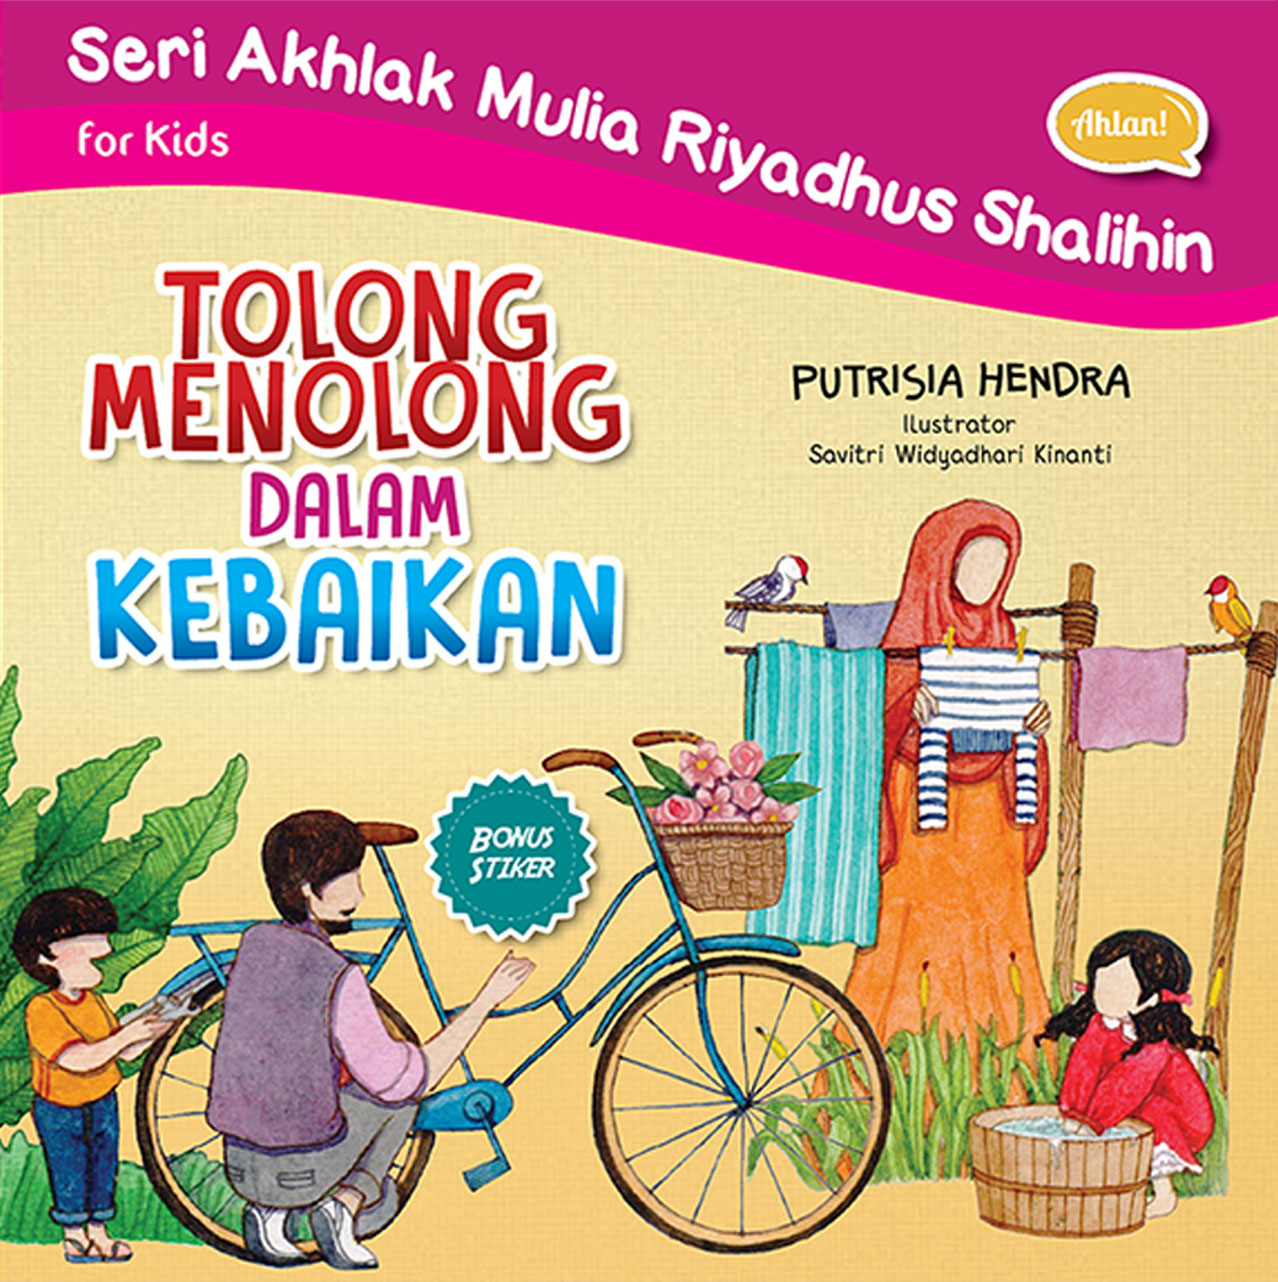 Seri Akhlak Mulia Riyadhus Shalihin
for Kids
Ahlan!
TOLONG
MENOLONG
DALAM
KEBAIKAN
PUTRISIA HENDRA
Ilustrator
Savitri Widyadhari Kinanti
BONUS
STIKER